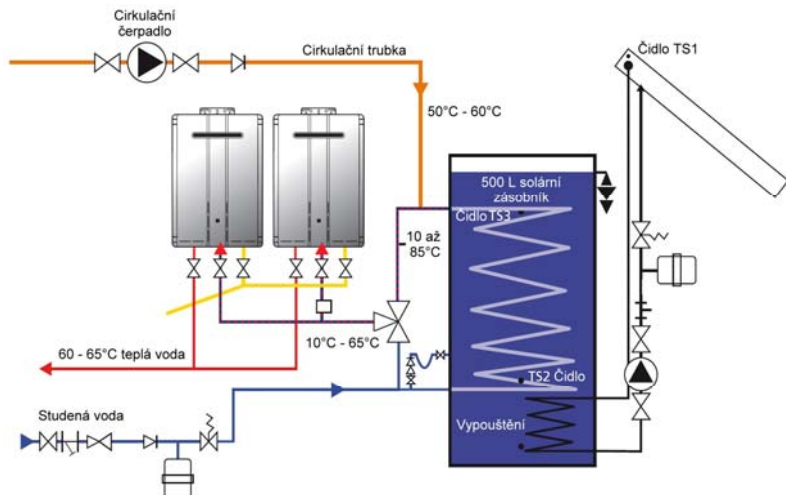 Cirkulační
čerpadlo
Cirkulační trubka
Čidlo TS1
50°C - 60°C
500 L solární
zásobník
Čidlo TS3
10 až
85°C
10°C - 65°C
60 - 65°C teplá voda
TS2 Čidlo
Studená voda
Vypouštění